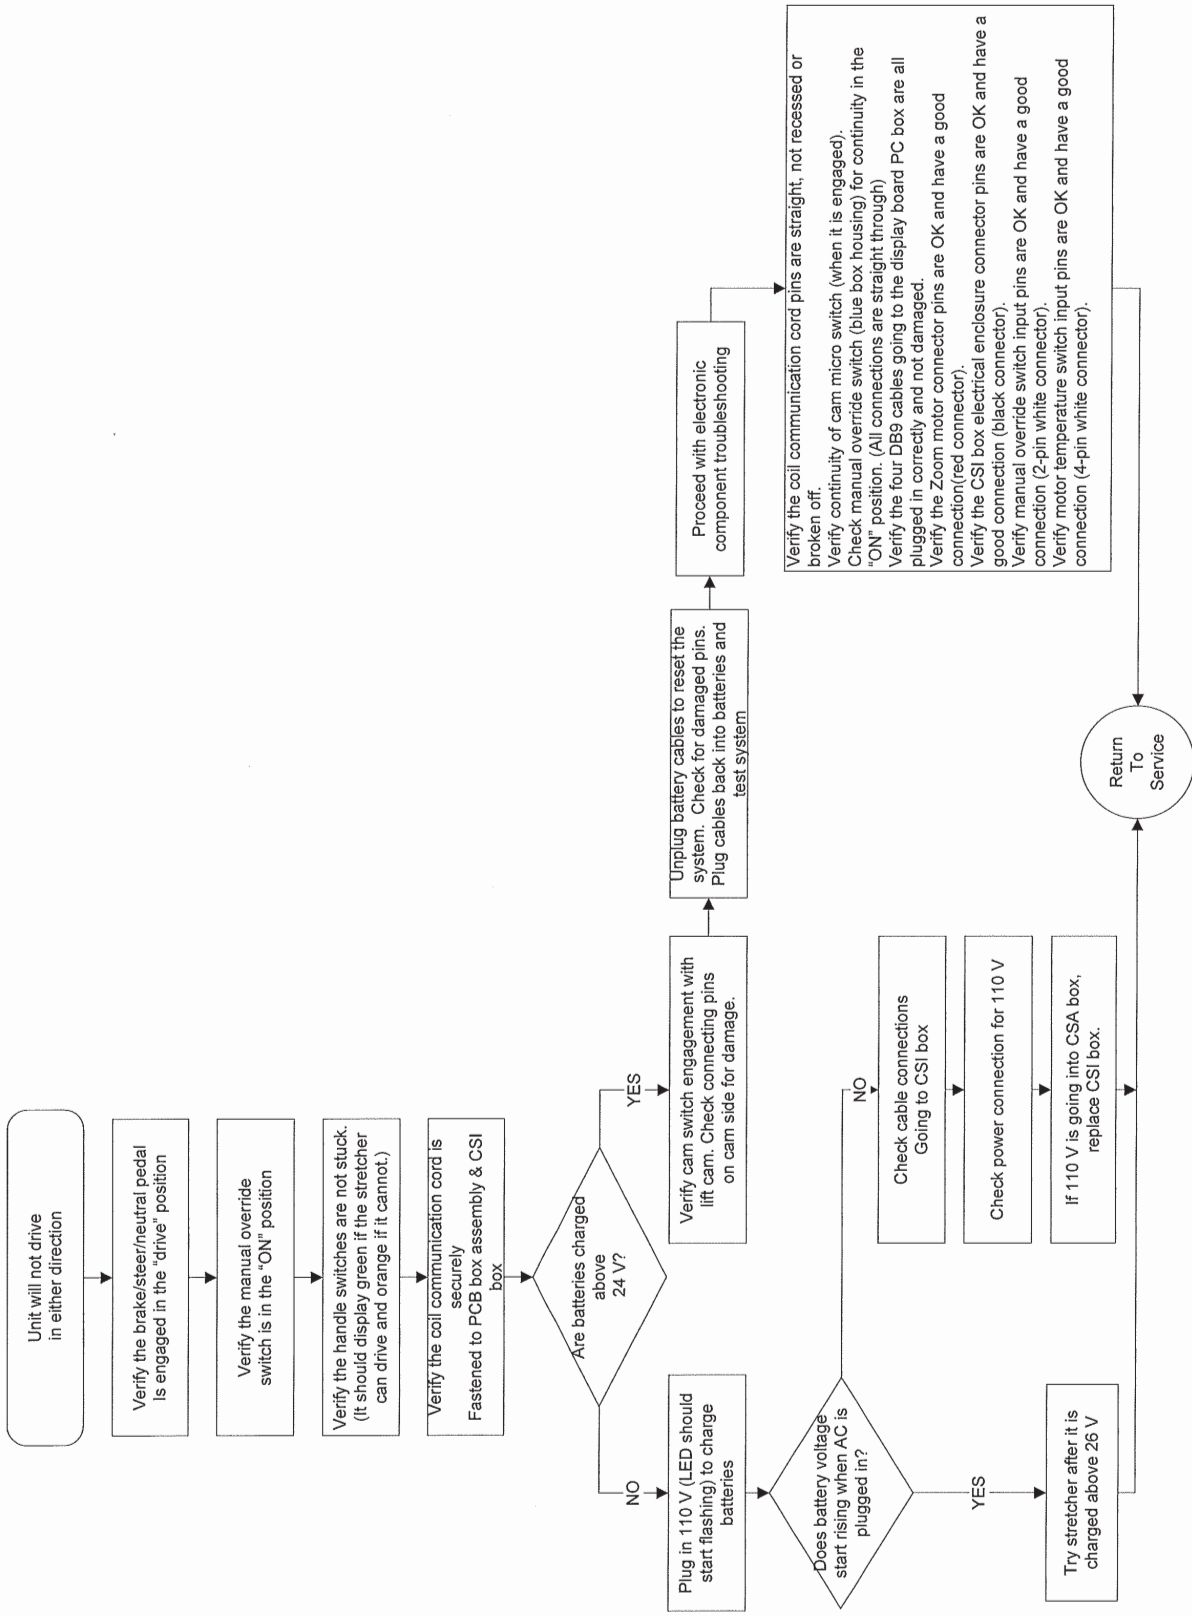 Unit will not drive
in either direction
Verify the brake/steer/neutral pedal
Is engaged in the "drive" position
Verify the manual override
switch is in the "ON" position
Verify the handle switches are not stuck.
(It should display green if the stretcher
can drive and orange if it cannot.)
Verify the coil communication cord is
securely
Fastened to PCB box assembly & CSI
box
Are batteries charged
above
24 V?
NO
YES
Plug in 110 V (LED should
start flashing) to charge
batteries
Does battery voltage
start rising when AC is
plugged in?
YES
NO
Try stretcher after it is
charged above 26 V
Check cable connections
Going to CSI box
Check power connection for 110 V
If 110 V is going into CSA box,
replace CSI box.
Verify cam switch engagement with
lift cam. Check connecting pins
on cam side for damage.
Unplug battery cables to reset the
system. Check for damaged pins.
Plug cables back into batteries and
test system
Proceed with electronic
component troubleshooting
Verify the coil communication cord pins are straight, not recessed or
broken off.
Verify continuity of cam micro switch (when it is engaged).
Check manual override switch (blue box housing) for continuity in the
"ON" position. (All connections are straight through)
Verify the four DB9 cables going to the display board PC box are all
plugged in correctly and not damaged.
Verify the Zoom motor connector pins are OK and have a good
connection(red connector).
Verify the CSI box electrical enclosure connector pins are OK and have a
good connection (black connector).
Verify manual override switch input pins are OK and have a good
connection (2-pin white connector).
Verify motor temperature switch input pins are OK and have a good
connection (4-pin white connector).
Return
To
Service